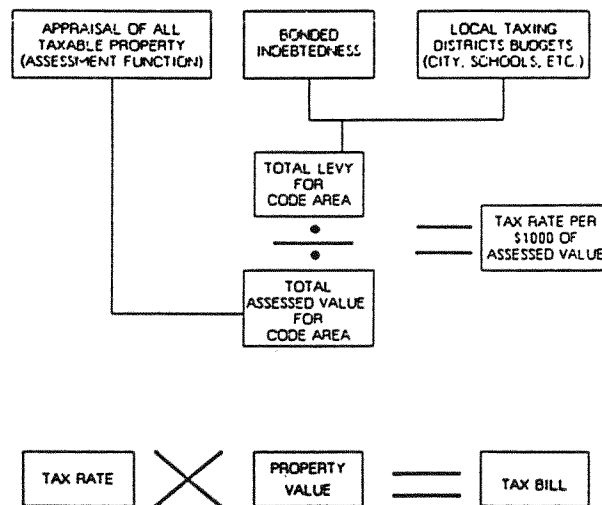 APPRAISAL OF ALL
TAXABLE PROPERTY
(ASSESSMENT FUNCTION)
BONDED
INDEBTEDNESS
LOCAL TAXING
DISTRICTS BUDGETS
(CITY, SCHOOLS, ETC.)
TOTAL LEVY
FOR
CODE AREA
÷
=
TAX RATE PER
$1000 OF
ASSESSED VALUE
TOTAL
ASSESSED VALUE
FOR
CODE AREA
TAX RATE
×
PROPERTY
VALUE
=
TAX BILL